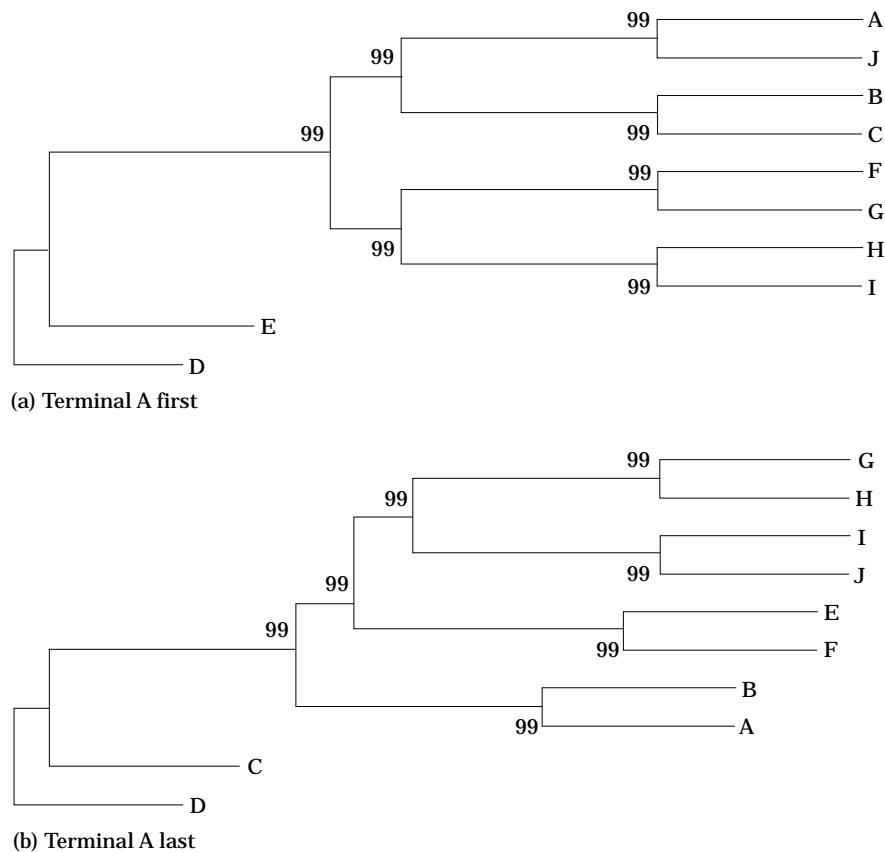 99 A
99 J
B
99 99 C
99 F
G
99 H
99 I
E
D
(a) Terminal A first
99 G
99 H
I
99 99 J
99 E
99 F
B
99 A
C
D
(b) Terminal A last